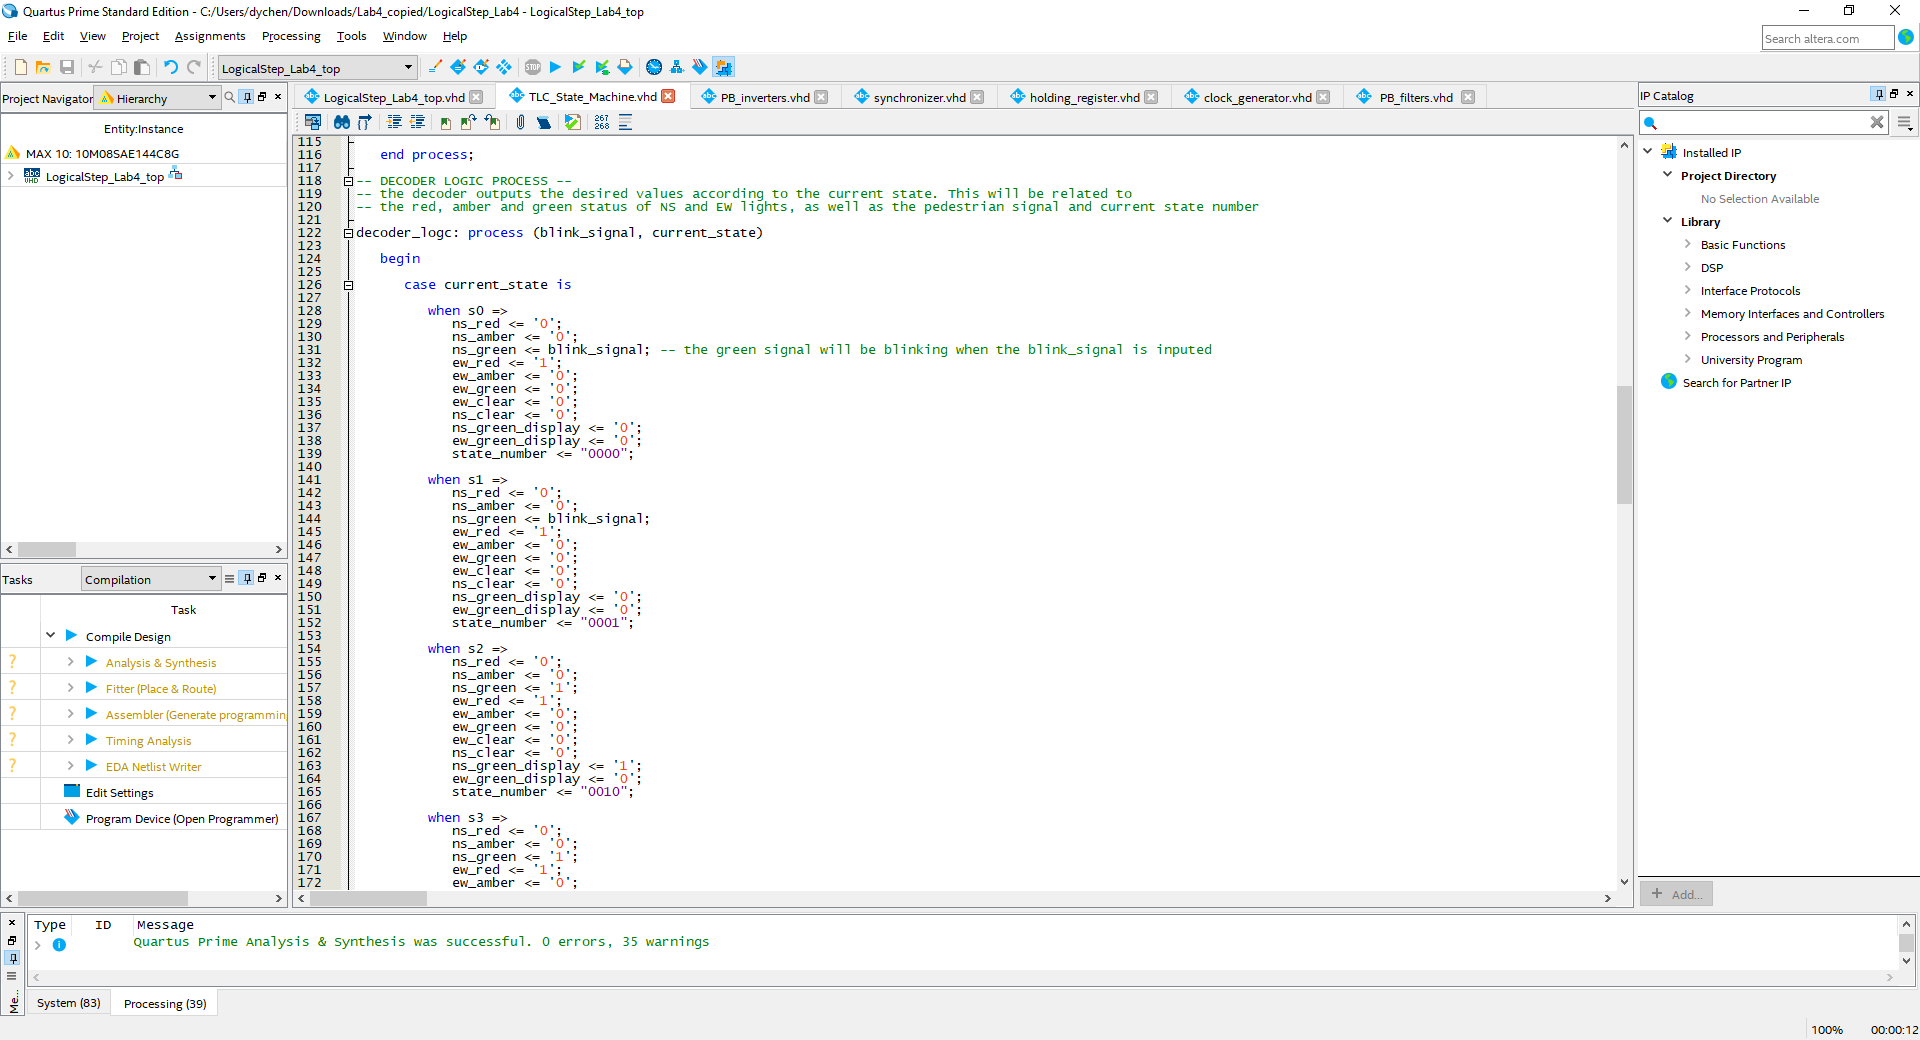 Quartus Prime Standard Edition - C:/Users/dychen/Downloads/Lab4_copied/LogicalStep_Lab4 - LogicalStep_Lab4_top
File Edit View Project Assignments Processing Tools Window Help
Search altera.com
LogicalStep_Lab4_top
STOP
Project Navigator Hierarchy
Entity:Instance
MAX 10: 10M08SAE144C8G
LogicalStep_Lab4_top
LogicalStep_Lab4_top.vhd TLC_State_Machine.vhd PB_inverters.vhd synchronizer.vhd holding_register.vhd clock_generator.vhd PB_filters.vhd
267
268
115
116 end process;
117
118 -- DECODER LOGIC PROCESS --
119 -- the decoder outputs the desired values according to the current state. This will be related to
120 -- the red, amber and green status of NS and EW lights, as well as the pedestrian signal and current state number
121
122 decoder_logc: process (blink_signal, current_state)
123
124 begin
125
126 case current_state is
127
128 when s0 =>
129 ns_red <= '0';
130 ns_amber <= '0';
131 ns_green <= blink_signal; -- the green signal will be blinking when the blink_signal is inputed
132 ew_red <= '1';
133 ew_amber <= '0';
134 ew_green <= '0';
135 ew_clear <= '0';
136 ns_clear <= '0';
137 ns_green_display <= '0';
138 ew_green_display <= '0';
139 state_number <= "0000";
140
141 when s1 =>
142 ns_red <= '0';
143 ns_amber <= '0';
144 ns_green <= blink_signal;
145 ew_red <= '1';
146 ew_amber <= '0';
147 ew_green <= '0';
148 ew_clear <= '0';
149 ns_clear <= '0';
150 ns_green_display <= '0';
151 ew_green_display <= '0';
152 state_number <= "0001";
153
154 when s2 =>
155 ns_red <= '0';
156 ns_amber <= '0';
157 ns_green <= '1';
158 ew_red <= '1';
159 ew_amber <= '0';
160 ew_green <= '0';
161 ew_clear <= '0';
162 ns_clear <= '0';
163 ns_green_display <= '1';
164 ew_green_display <= '0';
165 state_number <= "0010";
166
167 when s3 =>
168 ns_red <= '0';
169 ns_amber <= '0';
170 ns_green <= '1';
171 ew_red <= '1';
172 ew_amber <= '0';
Tasks Compilation
Task
Compile Design
? Analysis & Synthesis
? Fitter (Place & Route)
? Assembler (Generate programmin
? Timing Analysis
? EDA Netlist Writer
Edit Settings
Program Device (Open Programmer)
IP Catalog
Installed IP
Project Directory
No Selection Available
Library
Basic Functions
DSP
Interface Protocols
Memory Interfaces and Controllers
Processors and Peripherals
University Program
Search for Partner IP
+ Add...
Type ID Message
Quartus Prime Analysis & Synthesis was successful. 0 errors, 35 warnings
Me...
System (83) Processing (39)
100% 00:00:12